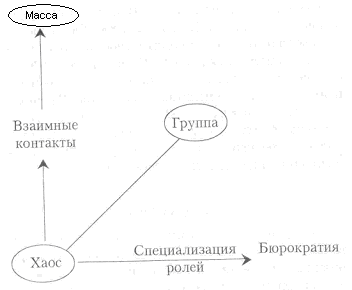 Масса
Взаимные
контакты
Группа
Хаос
Специализация
ролей
Бюрократия